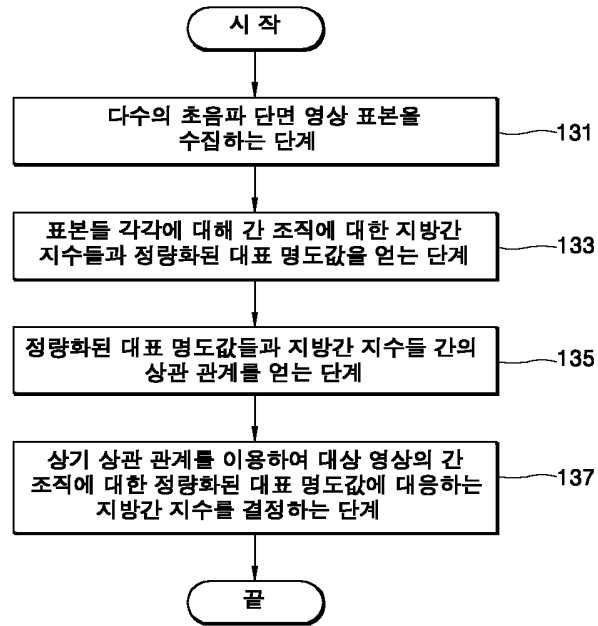 시 작
다수의 초음파 단면 영상 표본을
수집하는 단계
131
표본들 각각에 대해 간 조직에 대한 지방간
지수들과 정량화된 대표 명도값을 얻는 단계
133
정량화된 대표 명도값들과 지방간 지수들 간의
상관 관계를 얻는 단계
135
상기 상관 관계를 이용하여 대상 영상의 간
조직에 대한 정량화된 대표 명도값에 대응하는
지방간 지수를 결정하는 단계
137
끝